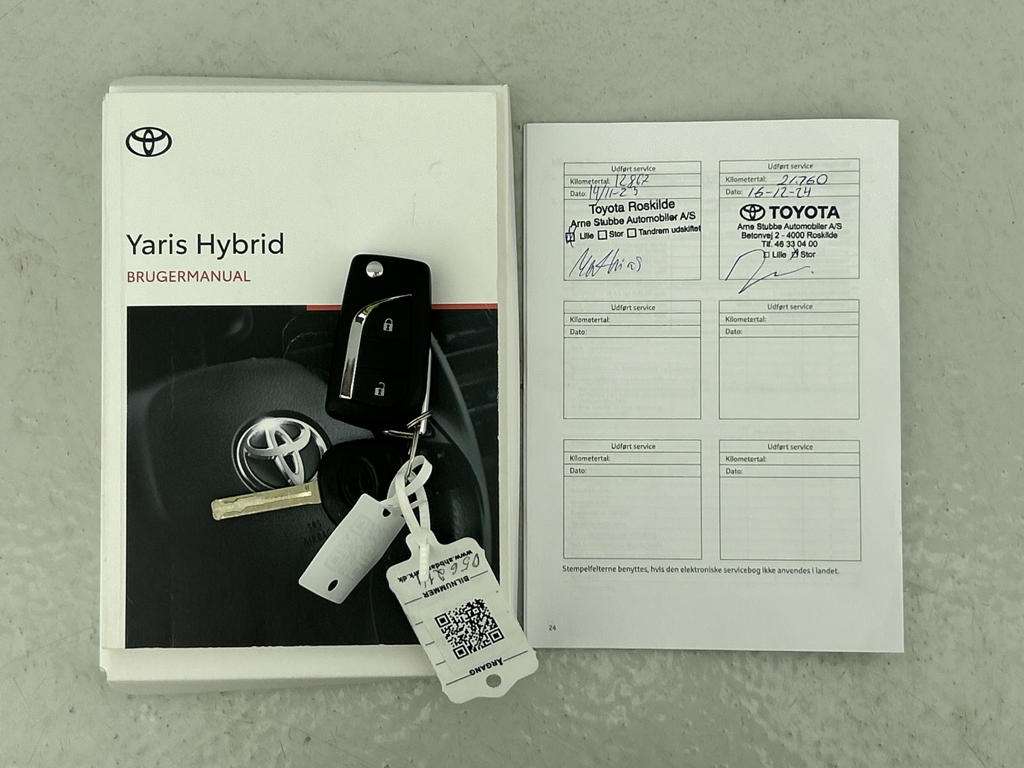 Yaris Hybrid
BRUGERMANUAL
BILNUMMER
ÅRGANG
Udført service
Kilometertal: 12867
Dato: 14/11-23
Toyota Roskilde
Arne Stubbe Automobiler A/S
Lille Stor Tandrem udskiftet
Mathias
Udført service
Kilometertal: 21760
Dato: 16-12-24
TOYOTA
Arne Stubbe Automobiler A/S
Betonvej 2 - 4000 Roskilde
Tlf. 46 33 04 00
Lille Stor
Udført service
Kilometertal:
Dato:
Udført service
Kilometertal:
Dato:
Udført service
Kilometertal:
Dato:
Udført service
Kilometertal:
Dato:
Stempelfelterne benyttes, hvis den elektroniske servicebog ikke anvendes i landet.
24